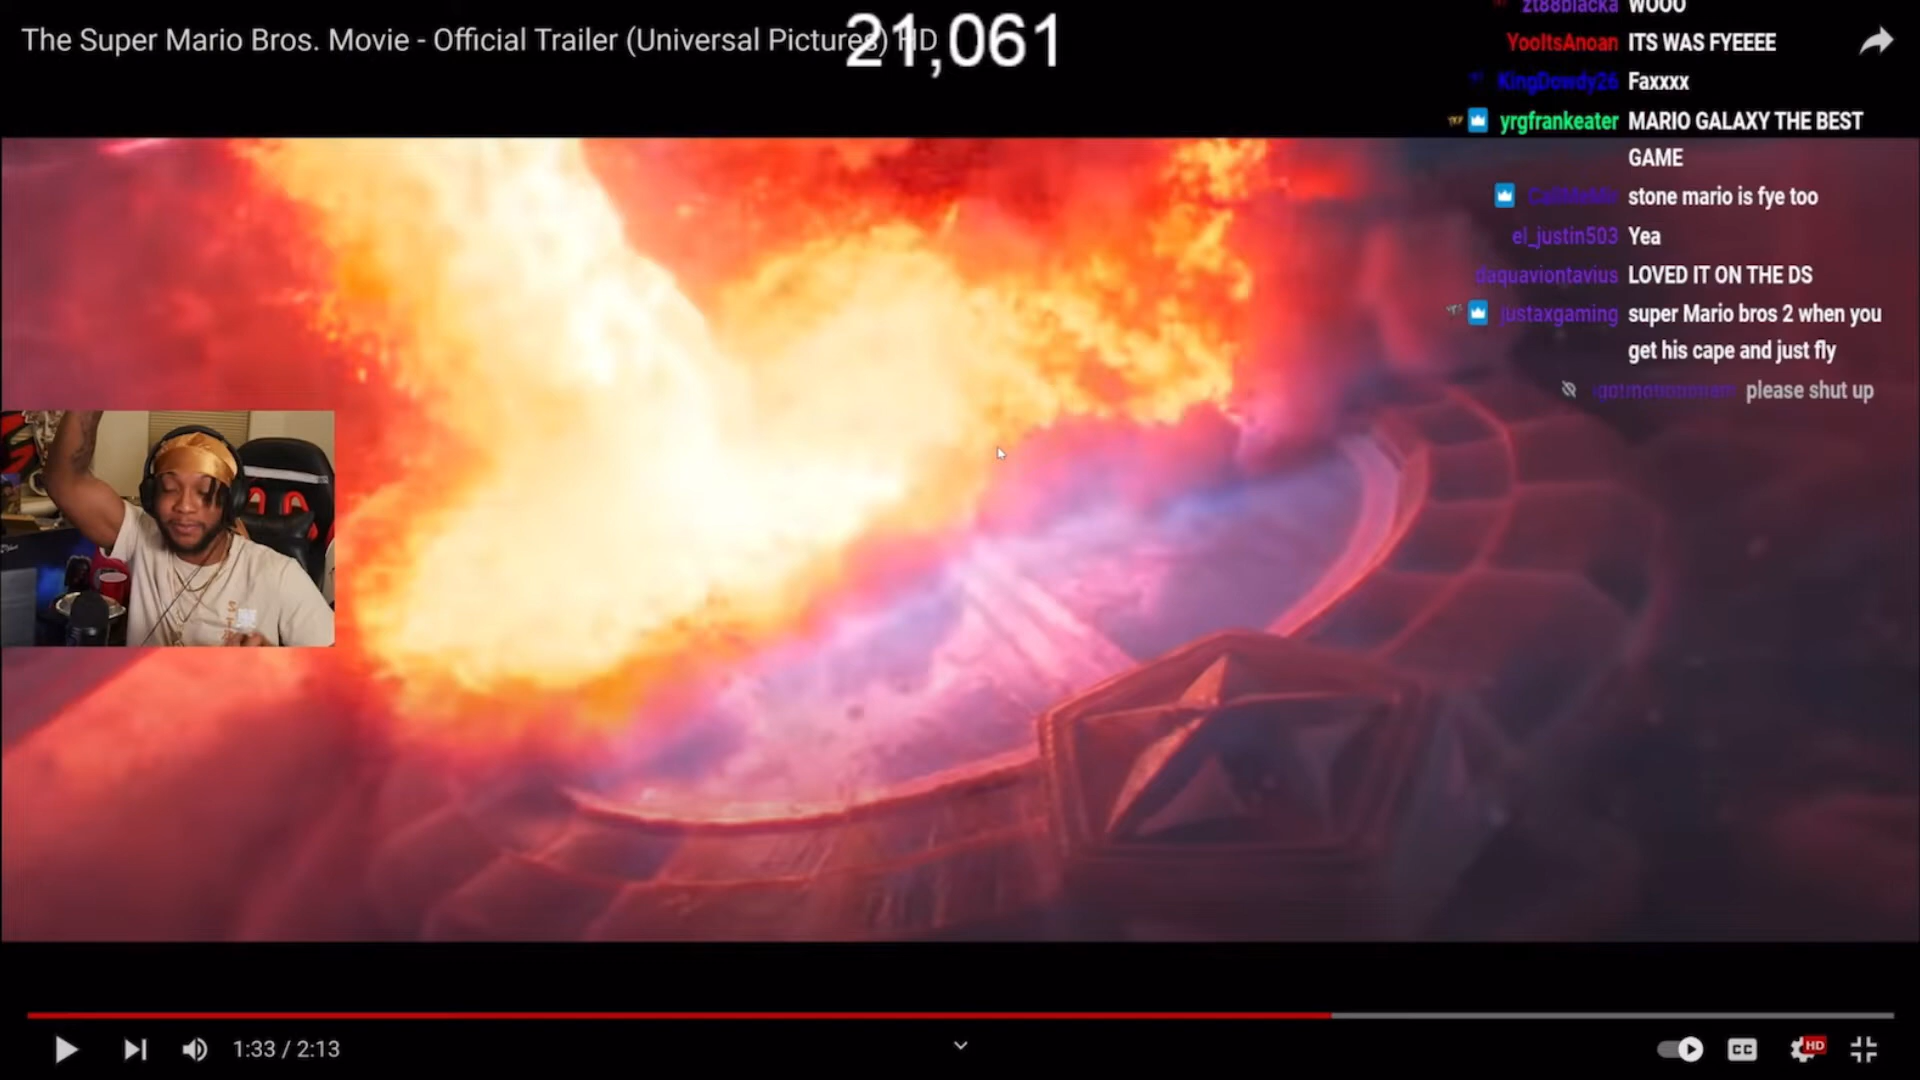 The Super Mario Bros. Movie - Official Trailer (Universal Pictures) HD
21,061
zt88blacka WOOO
YooItsAnoan ITS WAS FYEEEE
KingDowdy26 Faxxxx
yrgfrankeater MARIO GALAXY THE BEST
GAME
stone mario is fye too
el_justin503 Yea
daquaviontavius LOVED IT ON THE DS
justaxgaming super Mario bros 2 when you
get his cape and just fly
please shut up
1:33 / 2:13
CC
HD